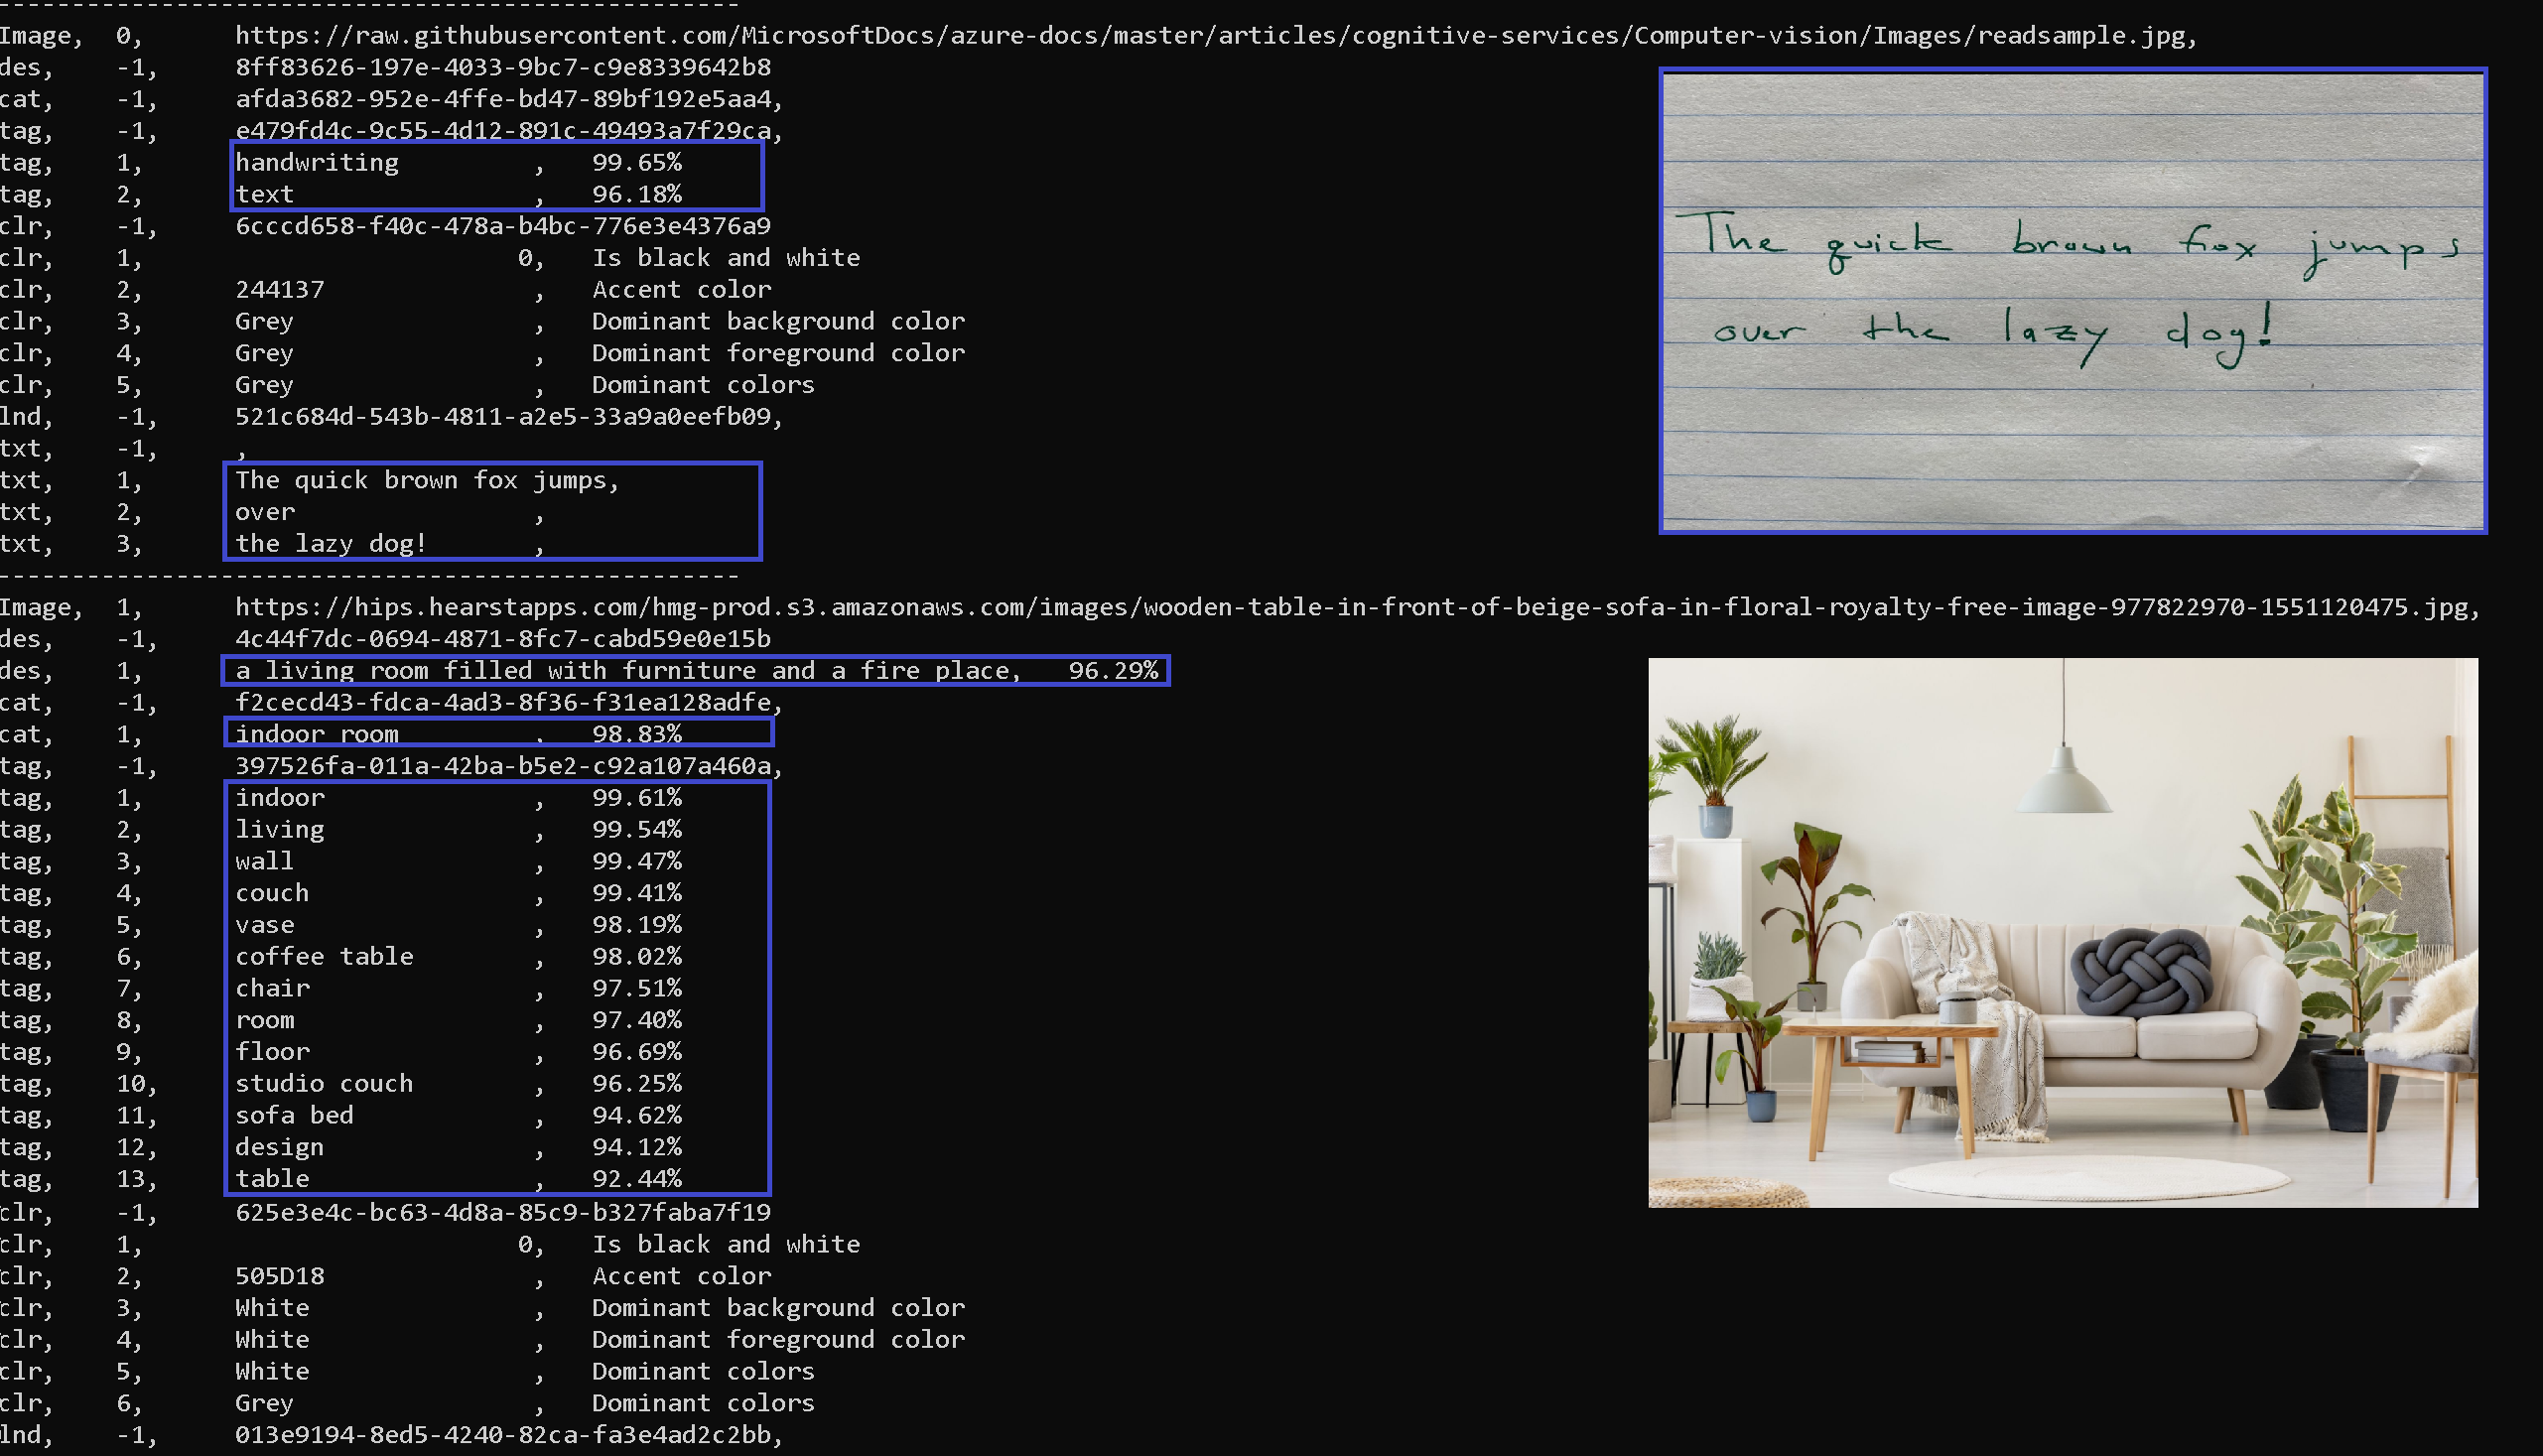 Image, 0, https://raw.githubusercontent.com/MicrosoftDocs/azure-docs/master/articles/cognitive-services/Computer-vision/Images/readsample.jpg,
des, -1, 8ff83626-197e-4033-9bc7-c9e8339642b8
cat, -1, afda3682-952e-4ffe-bd47-89bf192e5aa4,
tag, -1, e479fd4c-9c55-4d12-891c-49493a7f29ca,
tag, 1, handwriting , 99.65%
tag, 2, text , 96.18%
clr, -1, 6cccd658-f40c-478a-b4bc-776e3e4376a9
clr, 1, 0, Is black and white
clr, 2, 244137 , Accent color
clr, 3, Grey , Dominant background color
clr, 4, Grey , Dominant foreground color
clr, 5, Grey , Dominant colors
lnd, -1, 521c684d-543b-4811-a2e5-33a9a0eefb09,
txt, -1, ,
txt, 1, The quick brown fox jumps,
txt, 2, over ,
txt, 3, the lazy dog! ,
The quick brown fox jumps
over the lazy dog!
Image, 1, https://hips.hearstapps.com/hmg-prod.s3.amazonaws.com/images/wooden-table-in-front-of-beige-sofa-in-floral-royalty-free-image-977822970-1551120475.jpg,
des, -1, 4c44f7dc-0694-4871-8fc7-cabd59e0e15b
des, 1, a living room filled with furniture and a fire place, 96.29%
cat, -1, f2cecd43-fdca-4ad3-8f36-f31ea128adfe,
cat, 1, indoor room , 98.83%
tag, -1, 397526fa-011a-42ba-b5e2-c92a107a460a,
tag, 1, indoor , 99.61%
tag, 2, living , 99.54%
tag, 3, wall , 99.47%
tag, 4, couch , 99.41%
tag, 5, vase , 98.19%
tag, 6, coffee table , 98.02%
tag, 7, chair , 97.51%
tag, 8, room , 97.40%
tag, 9, floor , 96.69%
tag, 10, studio couch , 96.25%
tag, 11, sofa bed , 94.62%
tag, 12, design , 94.12%
tag, 13, table , 92.44%
clr, -1, 625e3e4c-bc63-4d8a-85c9-b327faba7f19
clr, 1, 0, Is black and white
clr, 2, 505D18 , Accent color
clr, 3, White , Dominant background color
clr, 4, White , Dominant foreground color
clr, 5, White , Dominant colors
clr, 6, Grey , Dominant colors
lnd, -1, 013e9194-8ed5-4240-82ca-fa3e4ad2c2bb,